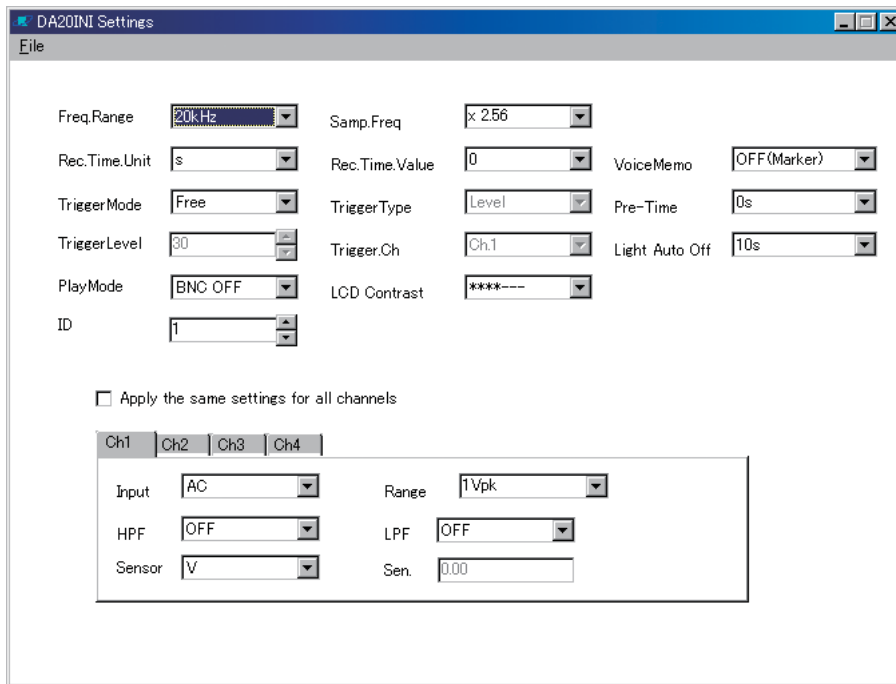 DA20INI Settings
File
Freq.Range 20kHz Samp.Freq x 2.56
Rec.Time.Unit s Rec.Time.Value 0 VoiceMemo OFF(Marker)
TriggerMode Free TriggerType Level Pre-Time 0s
TriggerLevel 30 Trigger.Ch Ch.1 Light Auto Off 10s
PlayMode BNC OFF LCD Contrast ****---
ID 1
Apply the same settings for all channels
Ch1 Ch2 Ch3 Ch4
Input AC Range 1Vpk
HPF OFF LPF OFF
Sensor V Sen. 0.00